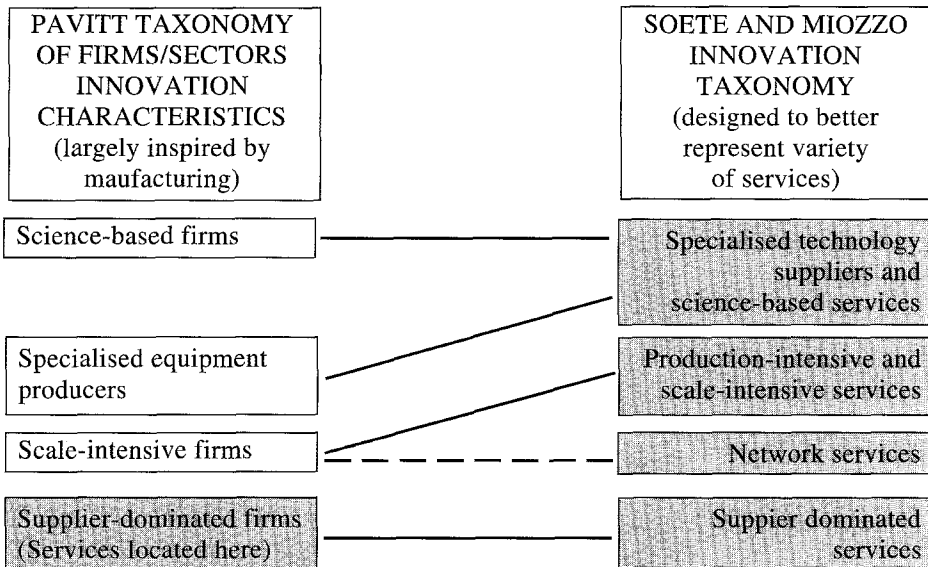 PAVITT TAXONOMY
OF FIRMS/SECTORS
INNOVATION
CHARACTERISTICS
(largely inspired by
maufacturing)
SOETE AND MIOZZO
INNOVATION
TAXONOMY
(designed to better
represent variety
of services)
Science-based firms
Specialised technology
suppliers and
science-based services
Specialised equipment
producers
Production-intensive and
scale-intensive services
Scale-intensive firms
Network services
Supplier-dominated firms
(Services located here)
Suppier dominated
services